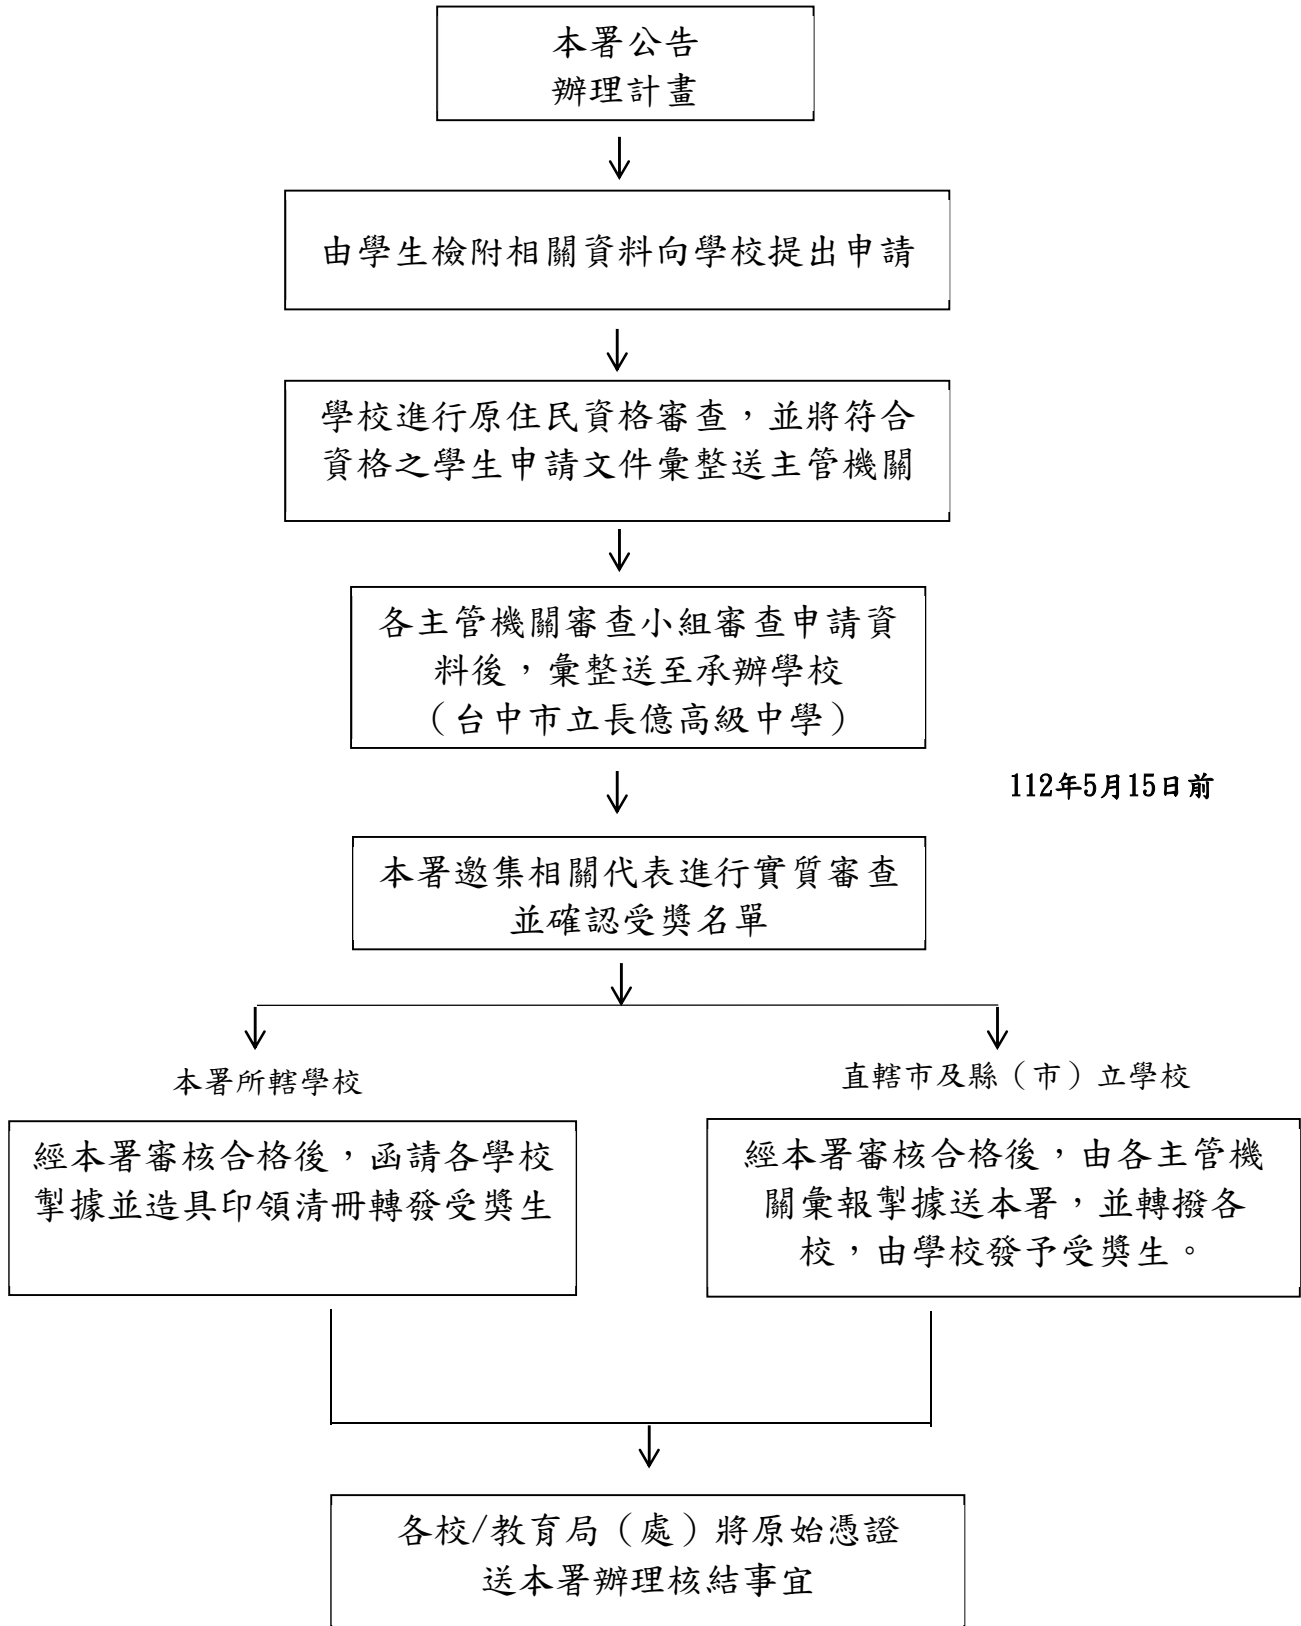 本署公告
辦理計畫
由學生檢附相關資料向學校提出申請
學校進行原住民資格審查，並將符合
資格之學生申請文件彙整送主管機關
各主管機關審查小組審查申請資
料後，彙整送至承辦學校
（台中市立長億高級中學）
112年5月15日前
本署邀集相關代表進行實質審查
並確認受獎名單
本署所轄學校
經本署審核合格後，函請各學校
掣據並造具印領清冊轉發受獎生
直轄市及縣（市）立學校
經本署審核合格後，由各主管機
關彙報掣據送本署，並轉撥各
校，由學校發予受獎生。
各校/教育局（處）將原始憑證
送本署辦理核結事宜